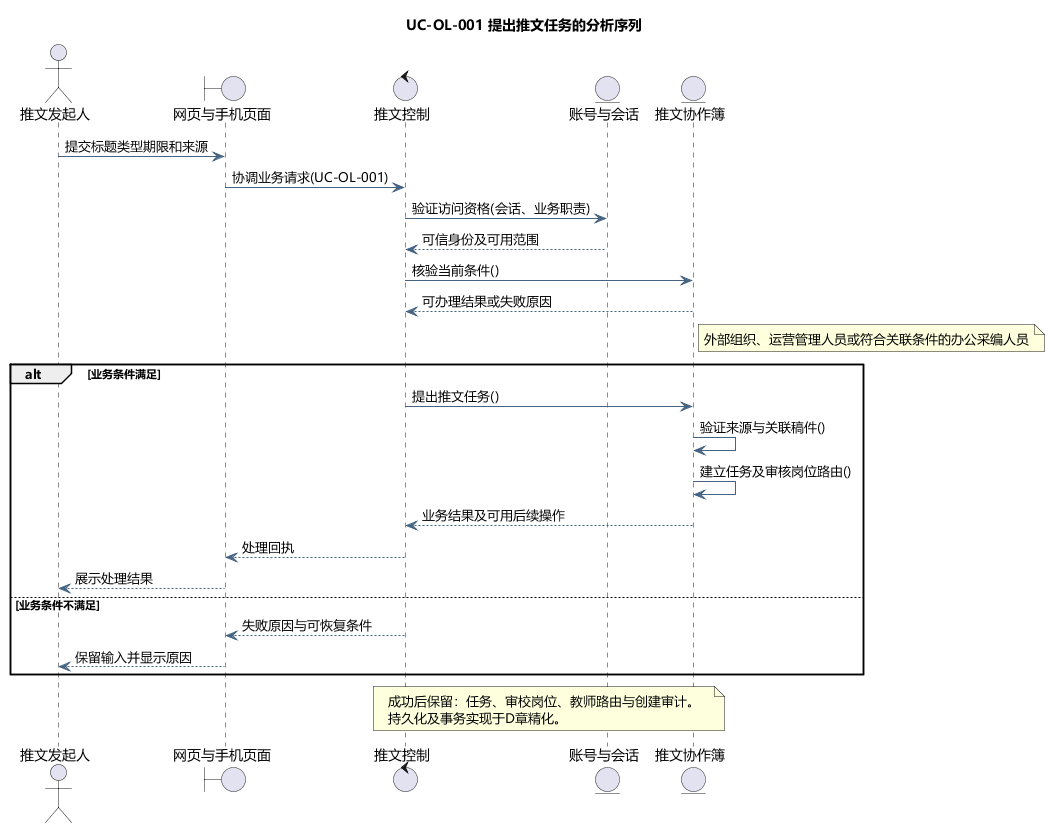 UC-OL-001 提出推文任务的分析序列
推文发起人
网页与手机页面
推文控制
账号与会话
推文协作簿
提交标题类型期限和来源
协调业务请求(UC-OL-001)
验证访问资格(会话、业务职责)
可信身份及可用范围
核验当前条件()
可办理结果或失败原因
外部组织、运营管理人员或符合关联条件的办公采编人员
alt
[业务条件满足]
提出推文任务()
验证来源与关联稿件()
建立任务及审核岗位路由()
业务结果及可用后续操作
处理回执
展示处理结果
[业务条件不满足]
失败原因与可恢复条件
保留输入并显示原因
成功后保留：任务、审校岗位、教师路由与创建审计。
持久化及事务实现于D章精化。
推文发起人
网页与手机页面
推文控制
账号与会话
推文协作簿